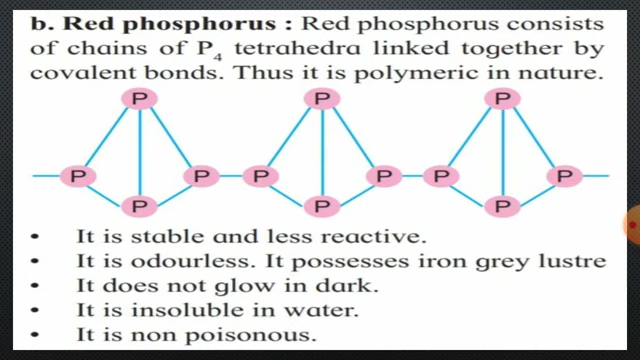 b. Red phosphorus : Red phosphorus consists
of chains of P₄ tetrahedra linked together by
covalent bonds. Thus it is polymeric in nature.
P P P
P P P P P P
P P P
• It is stable and less reactive.
• It is odourless. It possesses iron grey lustre
• It does not glow in dark.
• It is insoluble in water.
• It is non poisonous.